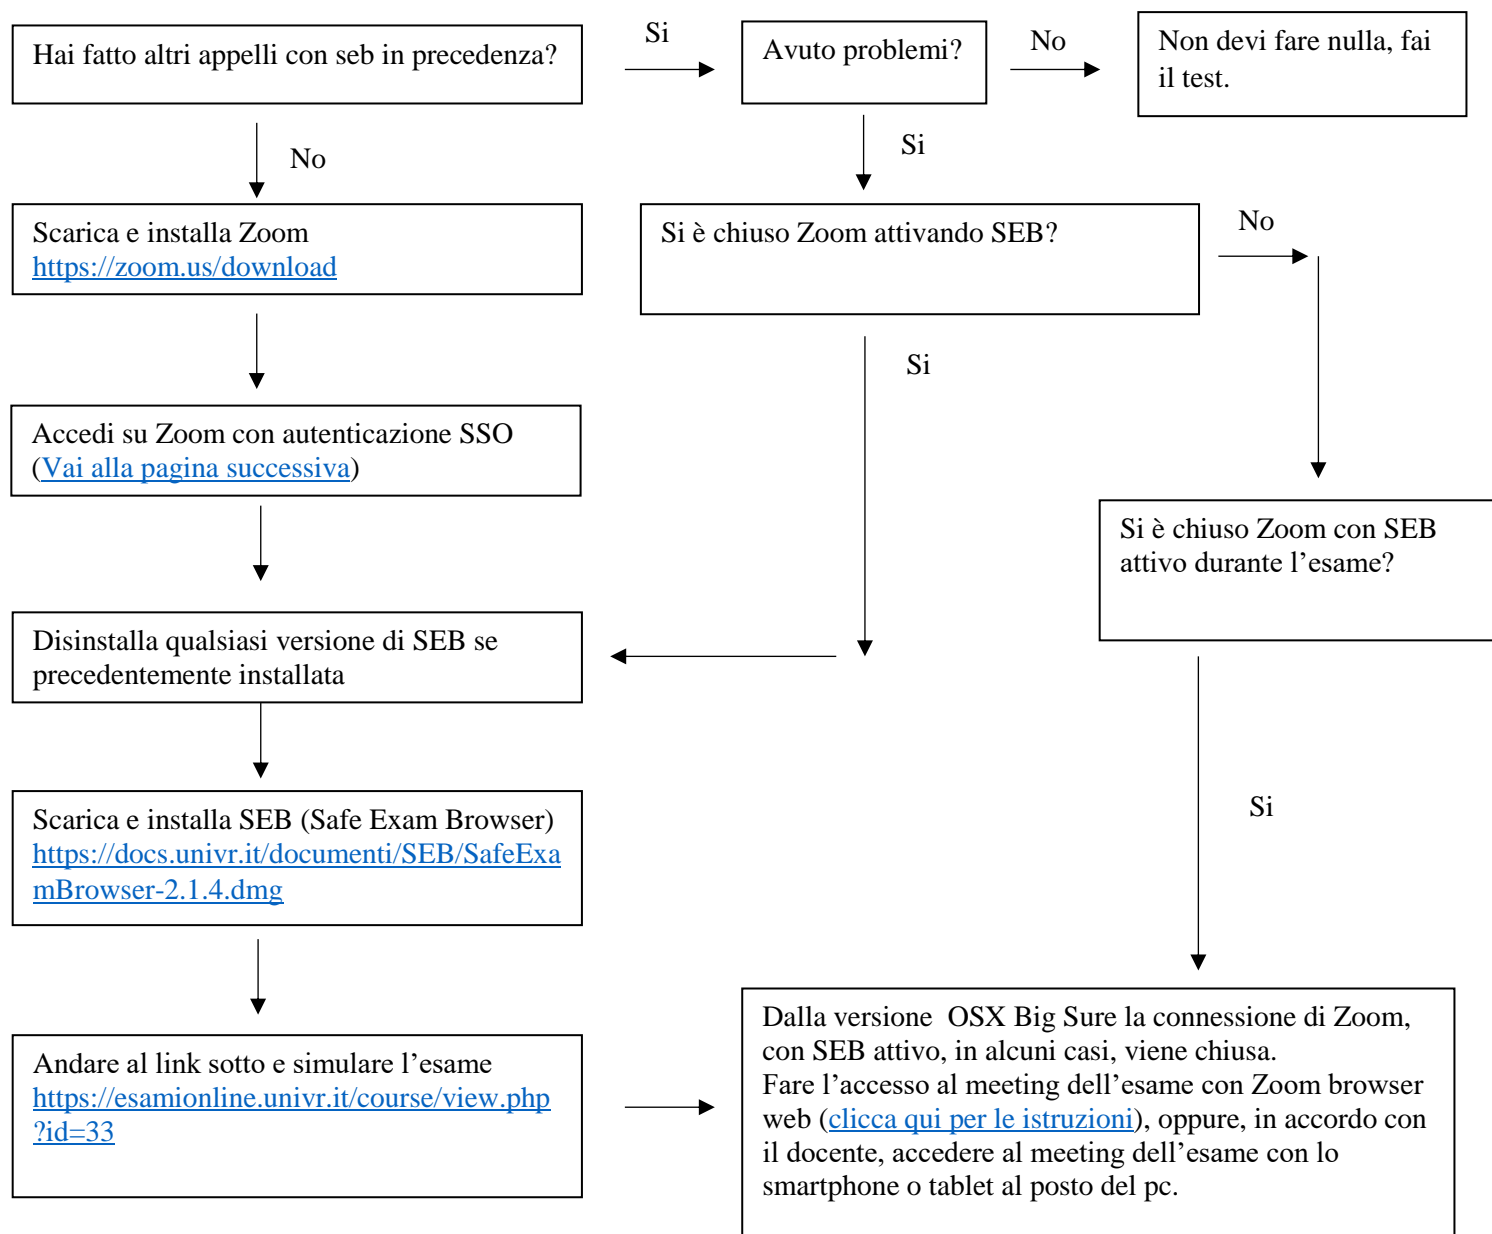 Hai fatto altri appelli con seb in precedenza?
Si
Avuto problemi?
No
Non devi fare nulla, fai
il test.
No
Si
Scarica e installa Zoom
https://zoom.us/download
Si è chiuso Zoom attivando SEB?
No
Si
Accedi su Zoom con autenticazione SSO
(Vai alla pagina successiva)
Si è chiuso Zoom con SEB
attivo durante l’esame?
Disinstalla qualsiasi versione di SEB se
precedentemente installata
Scarica e installa SEB (Safe Exam Browser)
https://docs.univr.it/documenti/SEB/SafeExa
mBrowser-2.1.4.dmg
Si
Andare al link sotto e simulare l’esame
https://esamionline.univr.it/course/view.php
?id=33
Dalla versione  OSX Big Sure la connessione di Zoom,
con SEB attivo, in alcuni casi, viene chiusa.
Fare l’accesso al meeting dell’esame con Zoom browser
web (clicca qui per le istruzioni), oppure, in accordo con
il docente, accedere al meeting dell’esame con lo
smartphone o tablet al posto del pc.